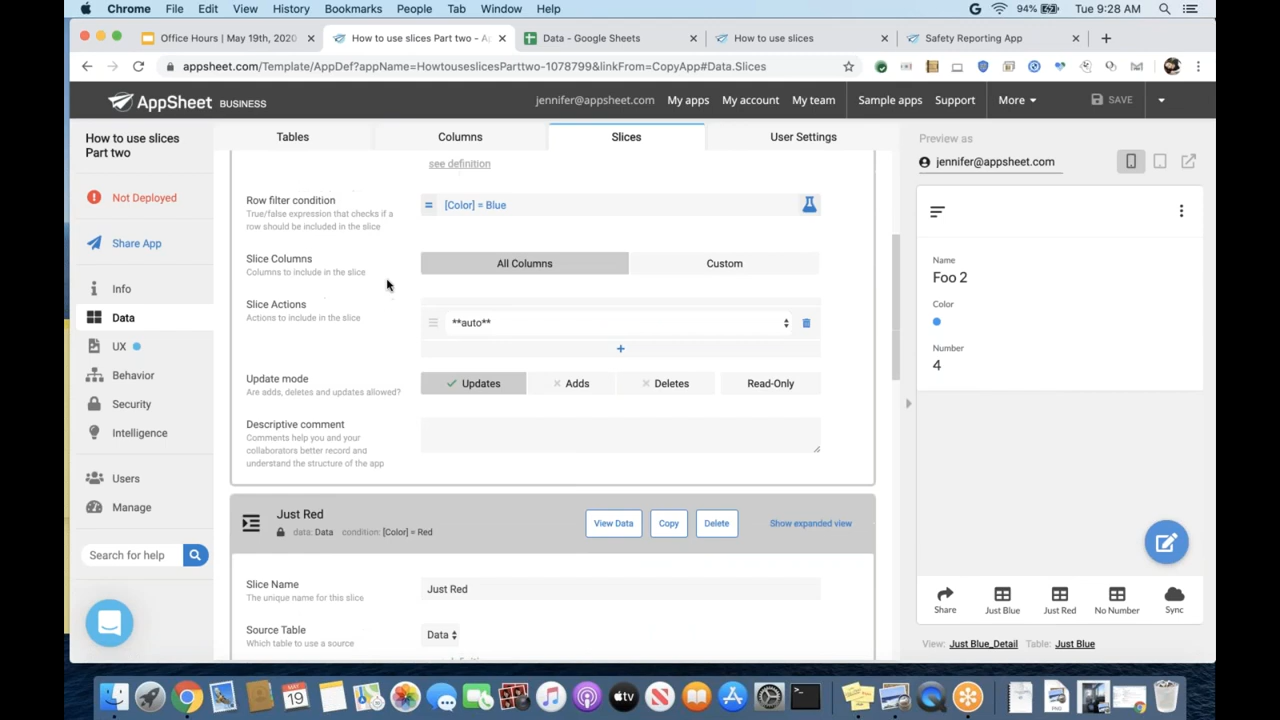 Chrome File Edit View History Bookmarks People Tab Window Help
94% Tue 9:28 AM
Office Hours | May 19th, 2020
How to use slices Part two - A
Data - Google Sheets
How to use slices
Safety Reporting App
appsheet.com/Template/AppDef?appName=HowtouseslicesParttwo-1078799&linkFrom=CopyApp#Data.Slices
AppSheet BUSINESS
jennifer@appsheet.com My apps My account My team Sample apps Support More SAVE
How to use slices
Part two
Not Deployed
Share App
Info
Data
UX
Behavior
Security
Intelligence
Users
Manage
Search for help
Tables Columns Slices User Settings
see definition
Row filter condition
True/false expression that checks if a
row should be included in the slice
= [Color] = Blue
Slice Columns
Columns to include in the slice
All Columns Custom
Slice Actions
Actions to include in the slice
**auto**
+
Update mode
Are adds, deletes and updates allowed?
Updates Adds Deletes Read-Only
Descriptive comment
Comments help you and your
collaborators better record and
understand the structure of the app
Just Red
data: Data condition: [Color] = Red
View Data Copy Delete Show expanded view
Slice Name
The unique name for this slice
Just Red
Source Table
Which table to use a source
Data
Preview as
jennifer@appsheet.com
Name
Foo 2
Color
Number
4
Share Just Blue Just Red No Number Sync
View: Just Blue_Detail Table: Just Blue
MAY
19
tv